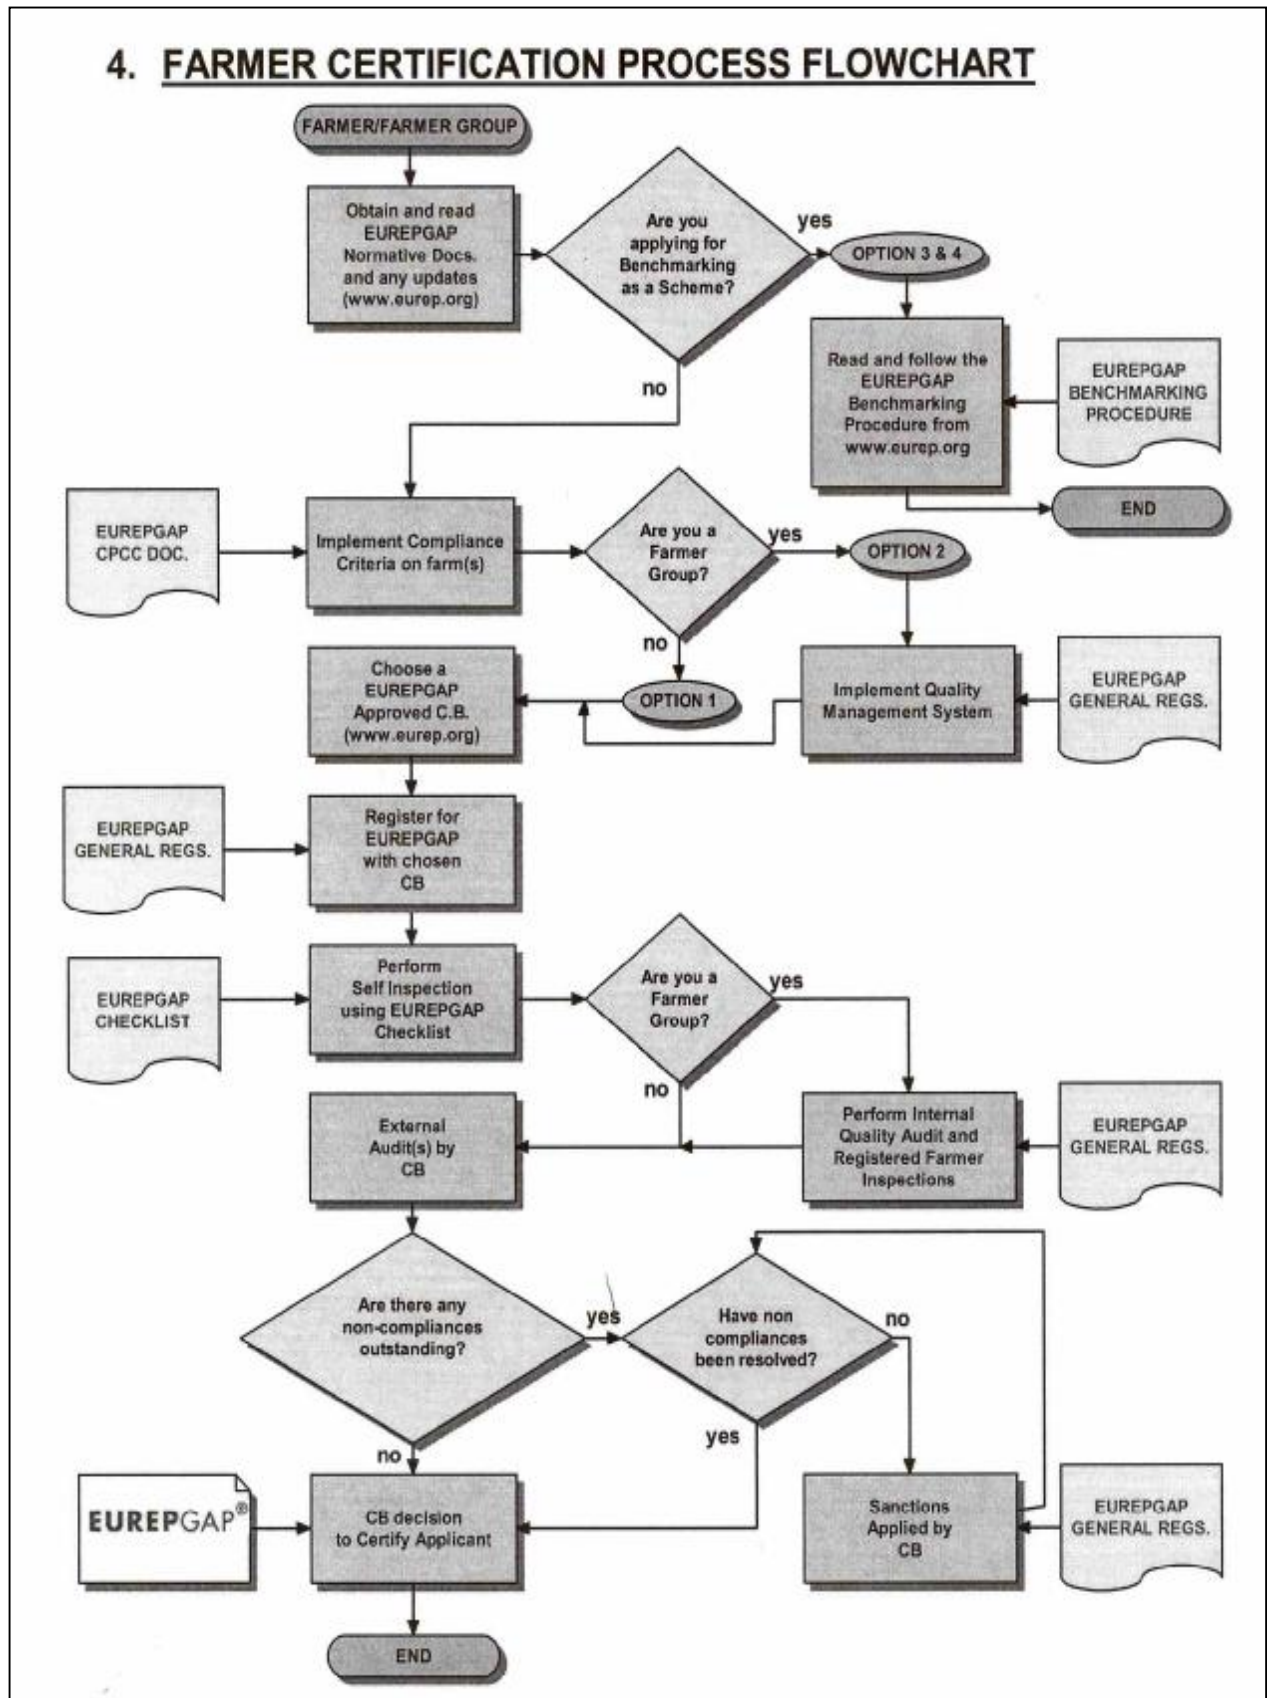 4. FARMER CERTIFICATION PROCESS FLOWCHART
FARMER/FARMER GROUP
Obtain and read
EUREPGAP
Normative Docs.
and any updates
(www.eurep.org)
Are you
applying for
Benchmarking
as a Scheme?
yes
OPTION 3 & 4
no
Read and follow the
EUREPGAP
Benchmarking
Procedure from
www.eurep.org
EUREPGAP
BENCHMARKING
PROCEDURE
END
EUREPGAP
CPCC DOC.
Implement Compliance
Criteria on farm(s)
Are you a
Farmer
Group?
yes
OPTION 2
no
OPTION 1
Choose a
EUREPGAP
Approved C.B.
(www.eurep.org)
Implement Quality
Management System
EUREPGAP
GENERAL REGS.
EUREPGAP
GENERAL REGS.
Register for
EUREPGAP
with chosen
CB
EUREPGAP
CHECKLIST
Perform
Self Inspection
using EUREPGAP
Checklist
Are you a
Farmer
Group?
yes
no
External
Audit(s) by
CB
Perform Internal
Quality Audit and
Registered Farmer
Inspections
EUREPGAP
GENERAL REGS.
Are there any
non-compliances
outstanding?
yes
Have non
compliances
been resolved?
no
no
yes
EUREPGAP®
CB decision
to Certify Applicant
Sanctions
Applied by
CB
EUREPGAP
GENERAL REGS.
END